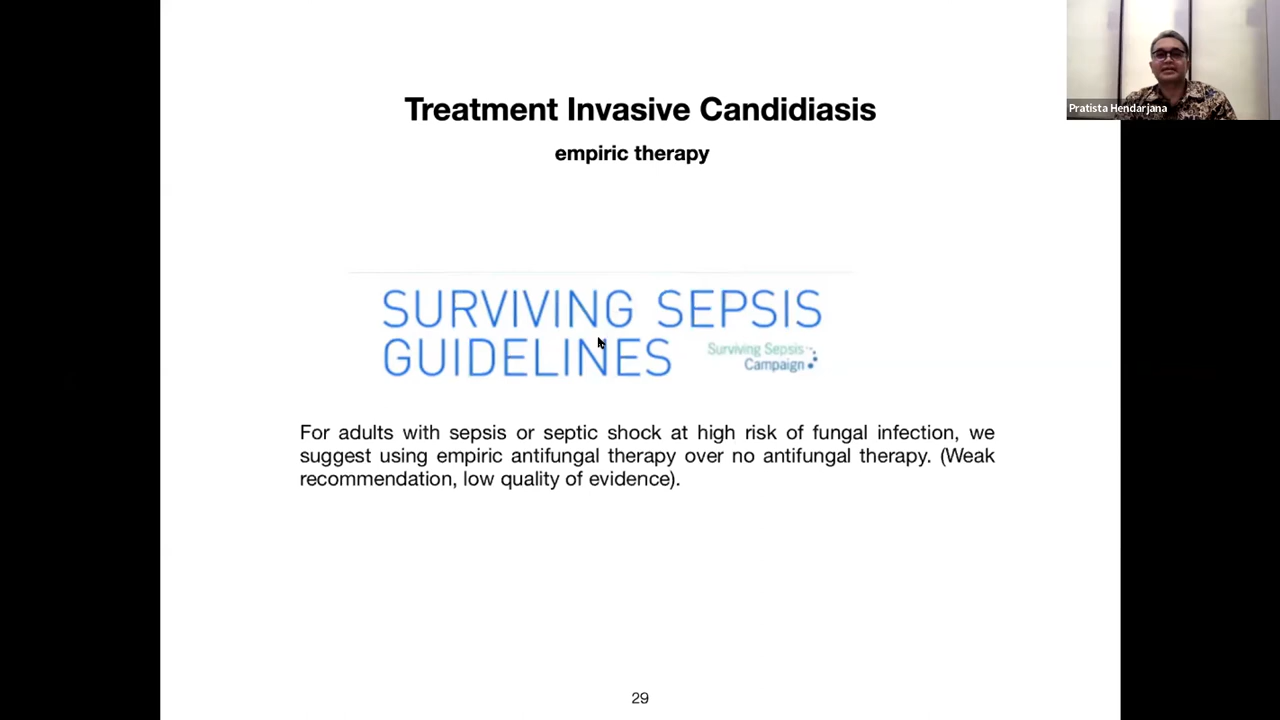 Treatment Invasive Candidiasis
empiric therapy
Pratista Hendarjana
SURVIVING SEPSIS
GUIDELINES
Surviving Sepsis
Campaign
For adults with sepsis or septic shock at high risk of fungal infection, we
suggest using empiric antifungal therapy over no antifungal therapy. (Weak
recommendation, low quality of evidence).
29